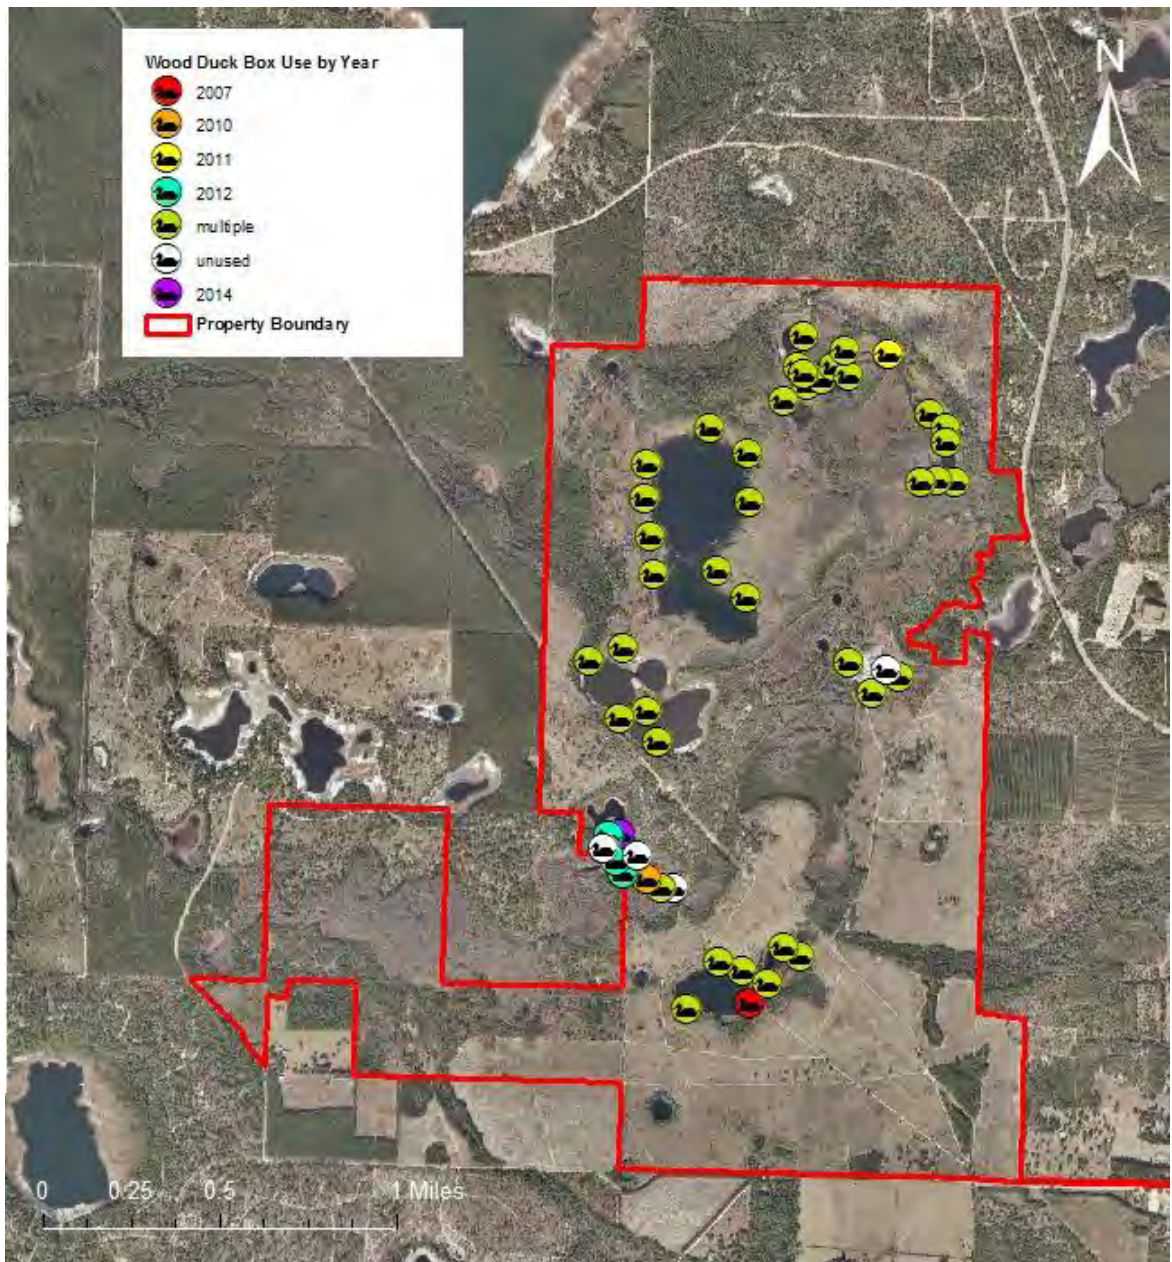 Wood Duck Box Use by Year
2007
2010
2011
2012
multiple
unused
2014
Property Boundary
N
0 0.25 0.5 1 Miles